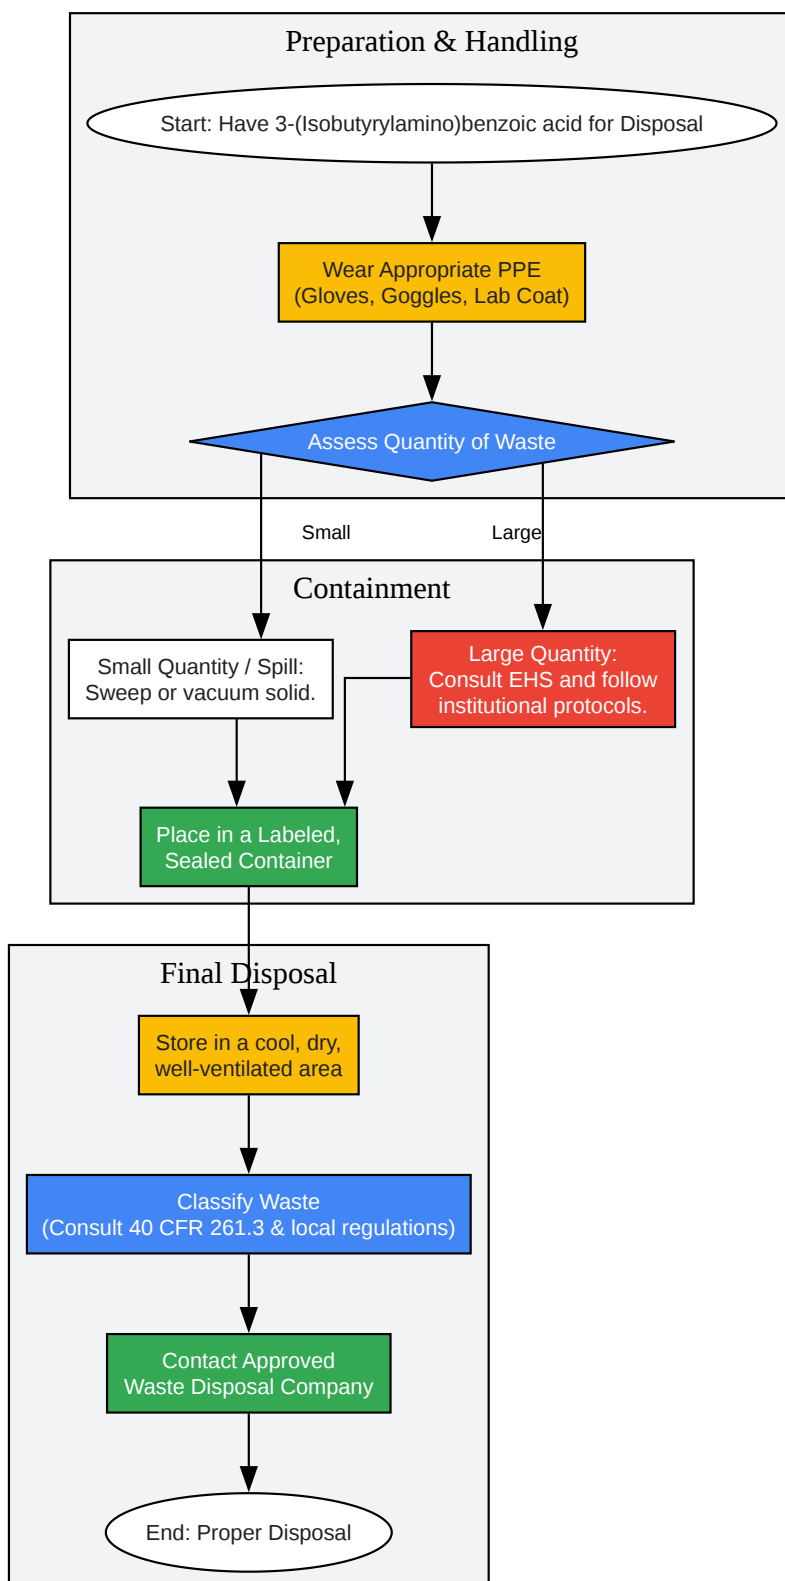 Preparation & Handling
Start: Have 3-(Isobutyrylamino)benzoic acid for Disposal
Wear Appropriate PPE
(Gloves, Goggles, Lab Coat)
Assess Quantity of Waste
Small
Large
Containment
Small Quantity / Spill:
Sweep or vacuum solid.
Large Quantity:
Consult EHS and follow
institutional protocols.
Place in a Labeled,
Sealed Container
Final Disposal
Store in a cool, dry,
well-ventilated area
Classify Waste
(Consult 40 CFR 261.3 & local regulations)
Contact Approved
Waste Disposal Company
End: Proper Disposal